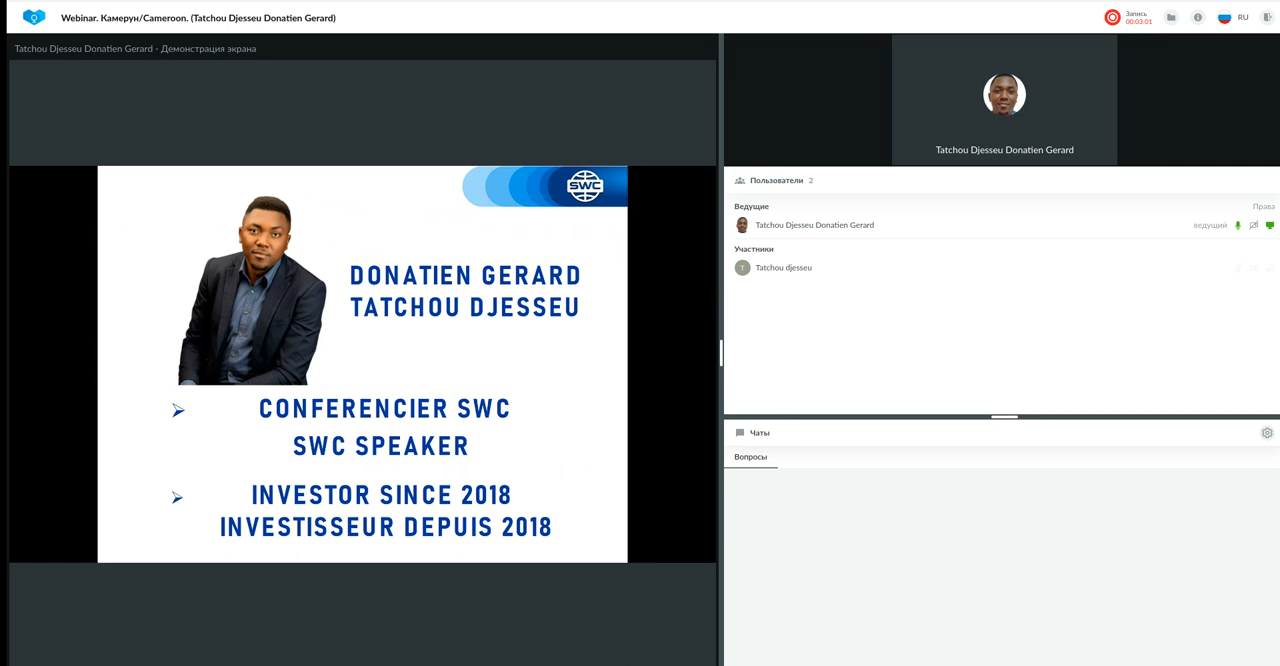 Webinar. Камерун/Cameroon. (Tatchou Djesseu Donatien Gerard)
Запись
00:03:01
RU
Tatchou Djesseu Donatien Gerard - Демонстрация экрана
Tatchou Djesseu Donatien Gerard
SWC
DONATIEN GERARD
TATCHOU DJESSEU
CONFERENCIER SWC
SWC SPEAKER
INVESTOR SINCE 2018
INVESTISSEUR DEPUIS 2018
Пользователи 2
Ведущие Права
Tatchou Djesseu Donatien Gerard ведущий
Участники
T Tatchou djesseu
Чаты
Вопросы